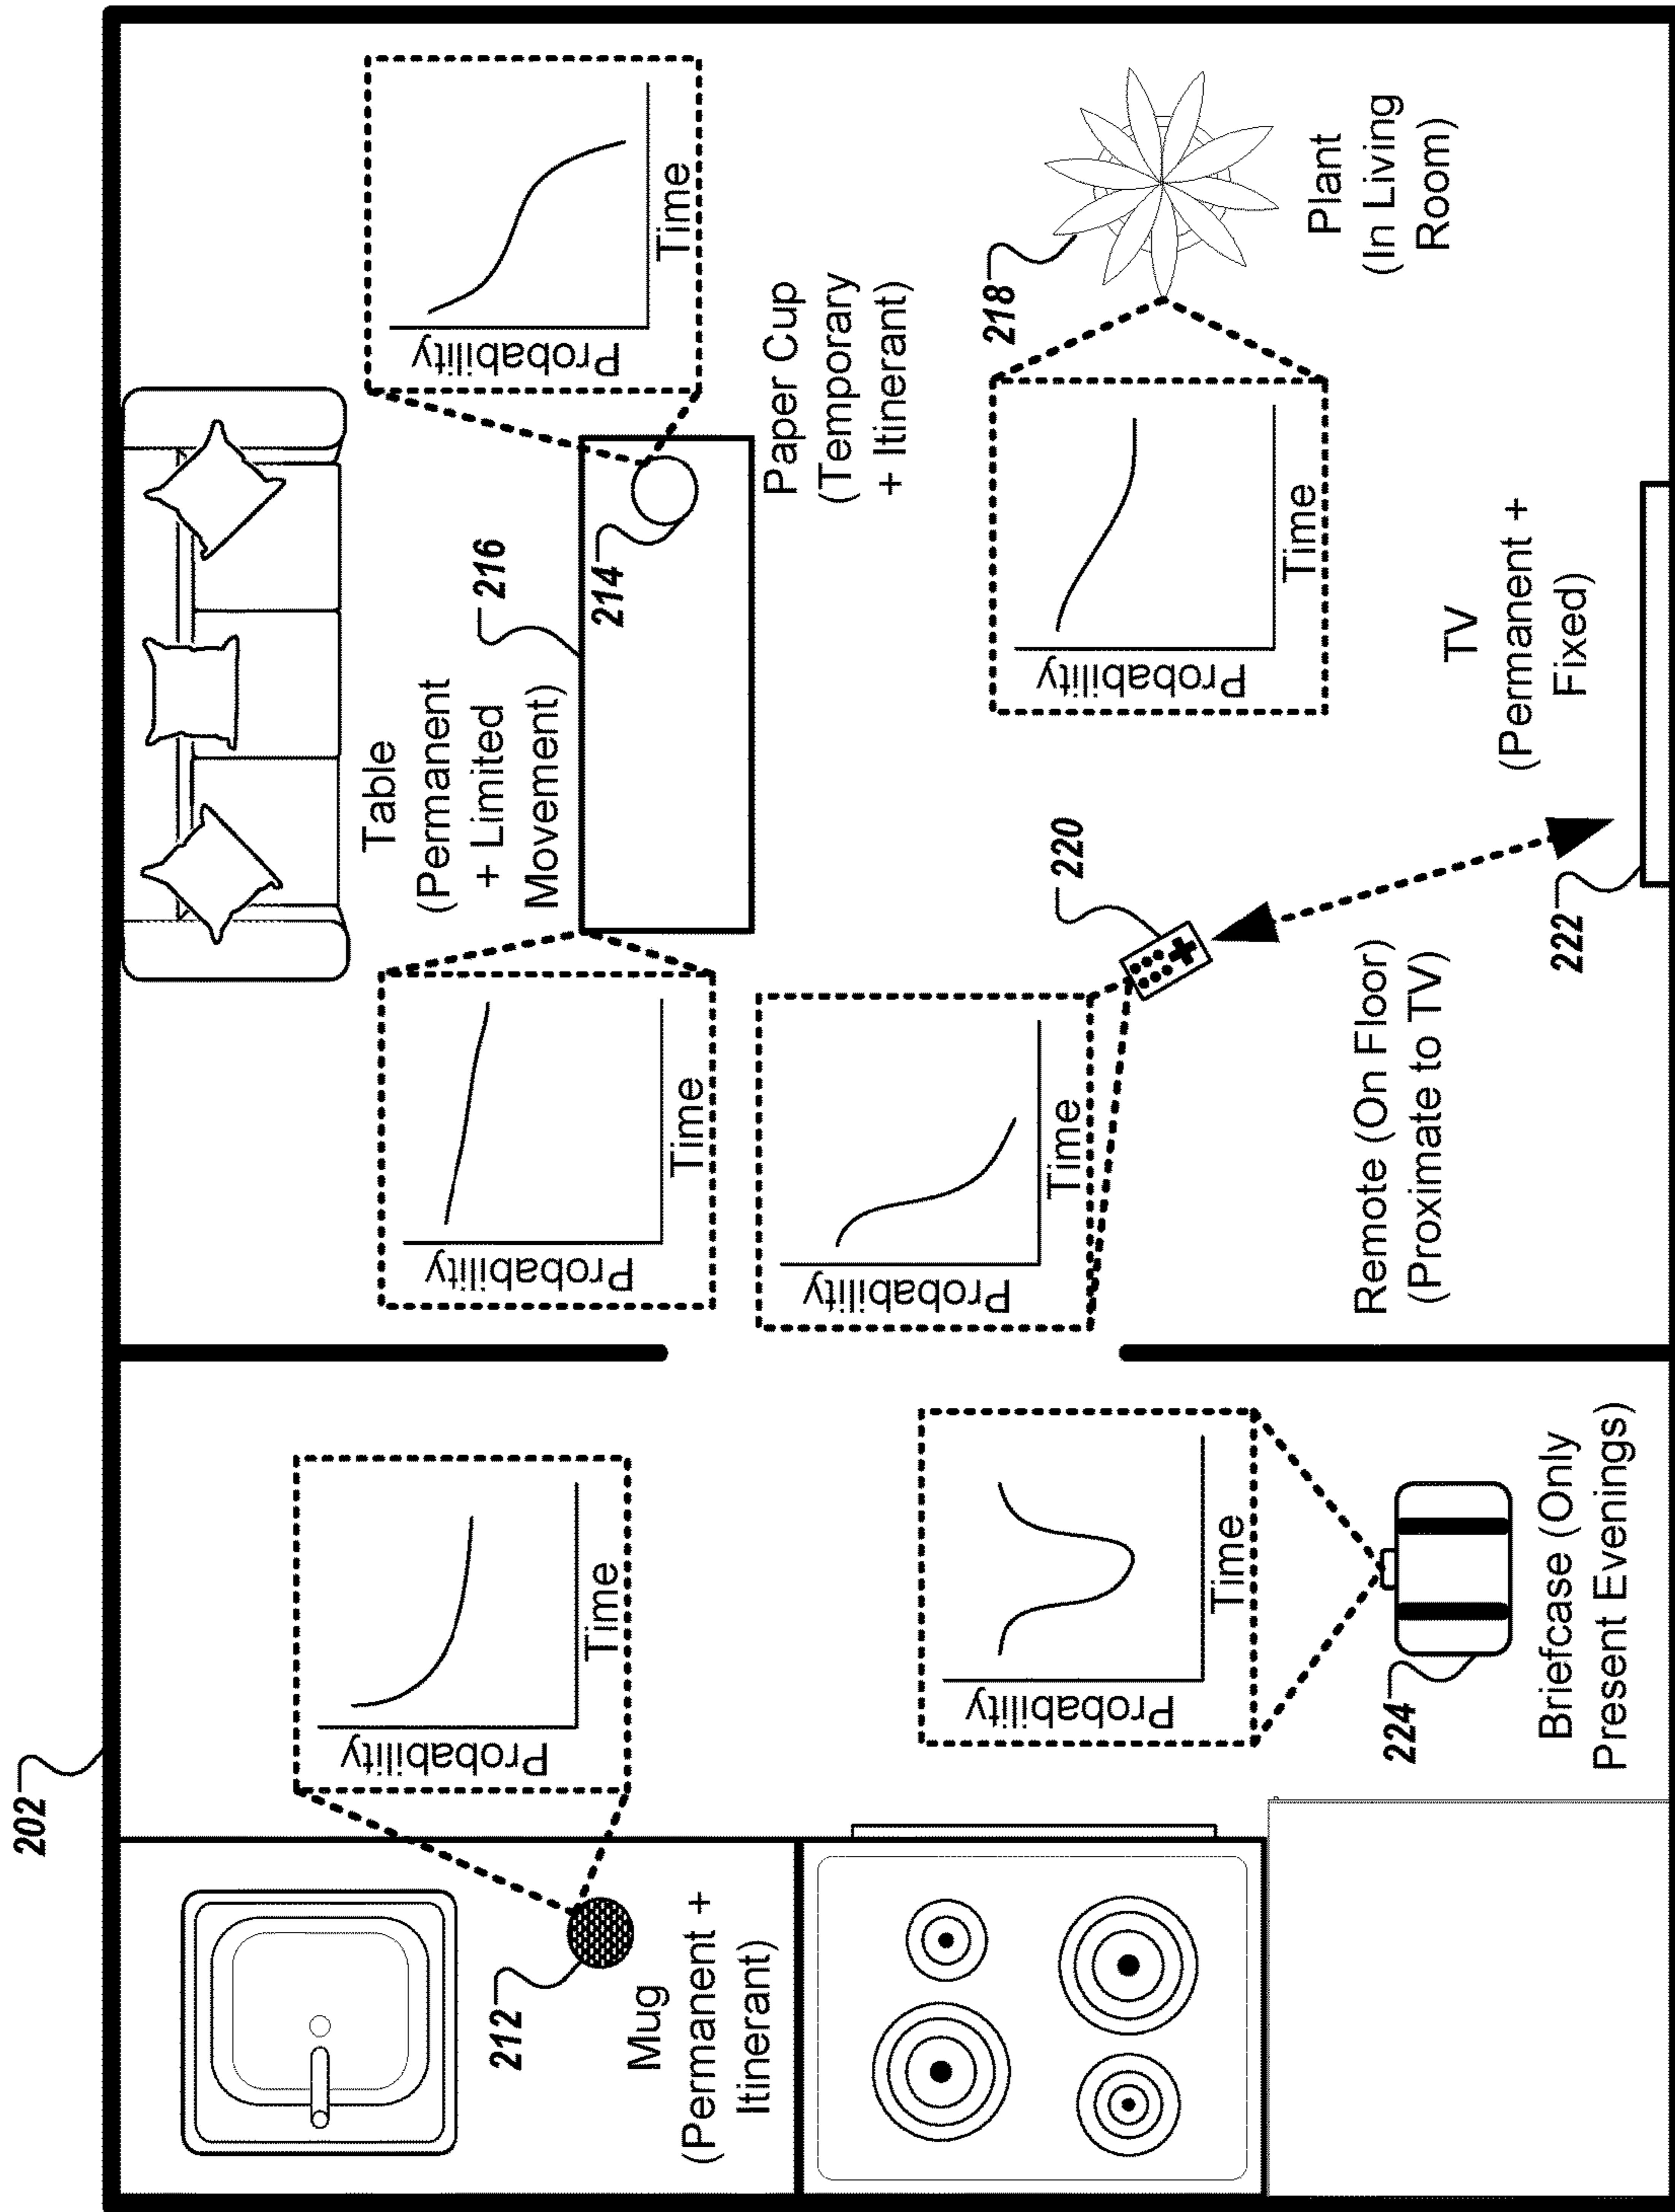 202
212
Mug
(Permanent +
Itinerant)
Probability
Time
Probability
Time
224
Briefcase (Only
Present Evenings)
Probability
Time
Table
(Permanent
+ Limited
Movement)
216
214
Probability
Time
Paper Cup
(Temporary
+ Itinerant)
Probability
Time
220
Remote (On Floor)
(Proximate to TV)
Probability
Time
218
Plant
(In Living
Room)
222
TV
(Permanent +
Fixed)